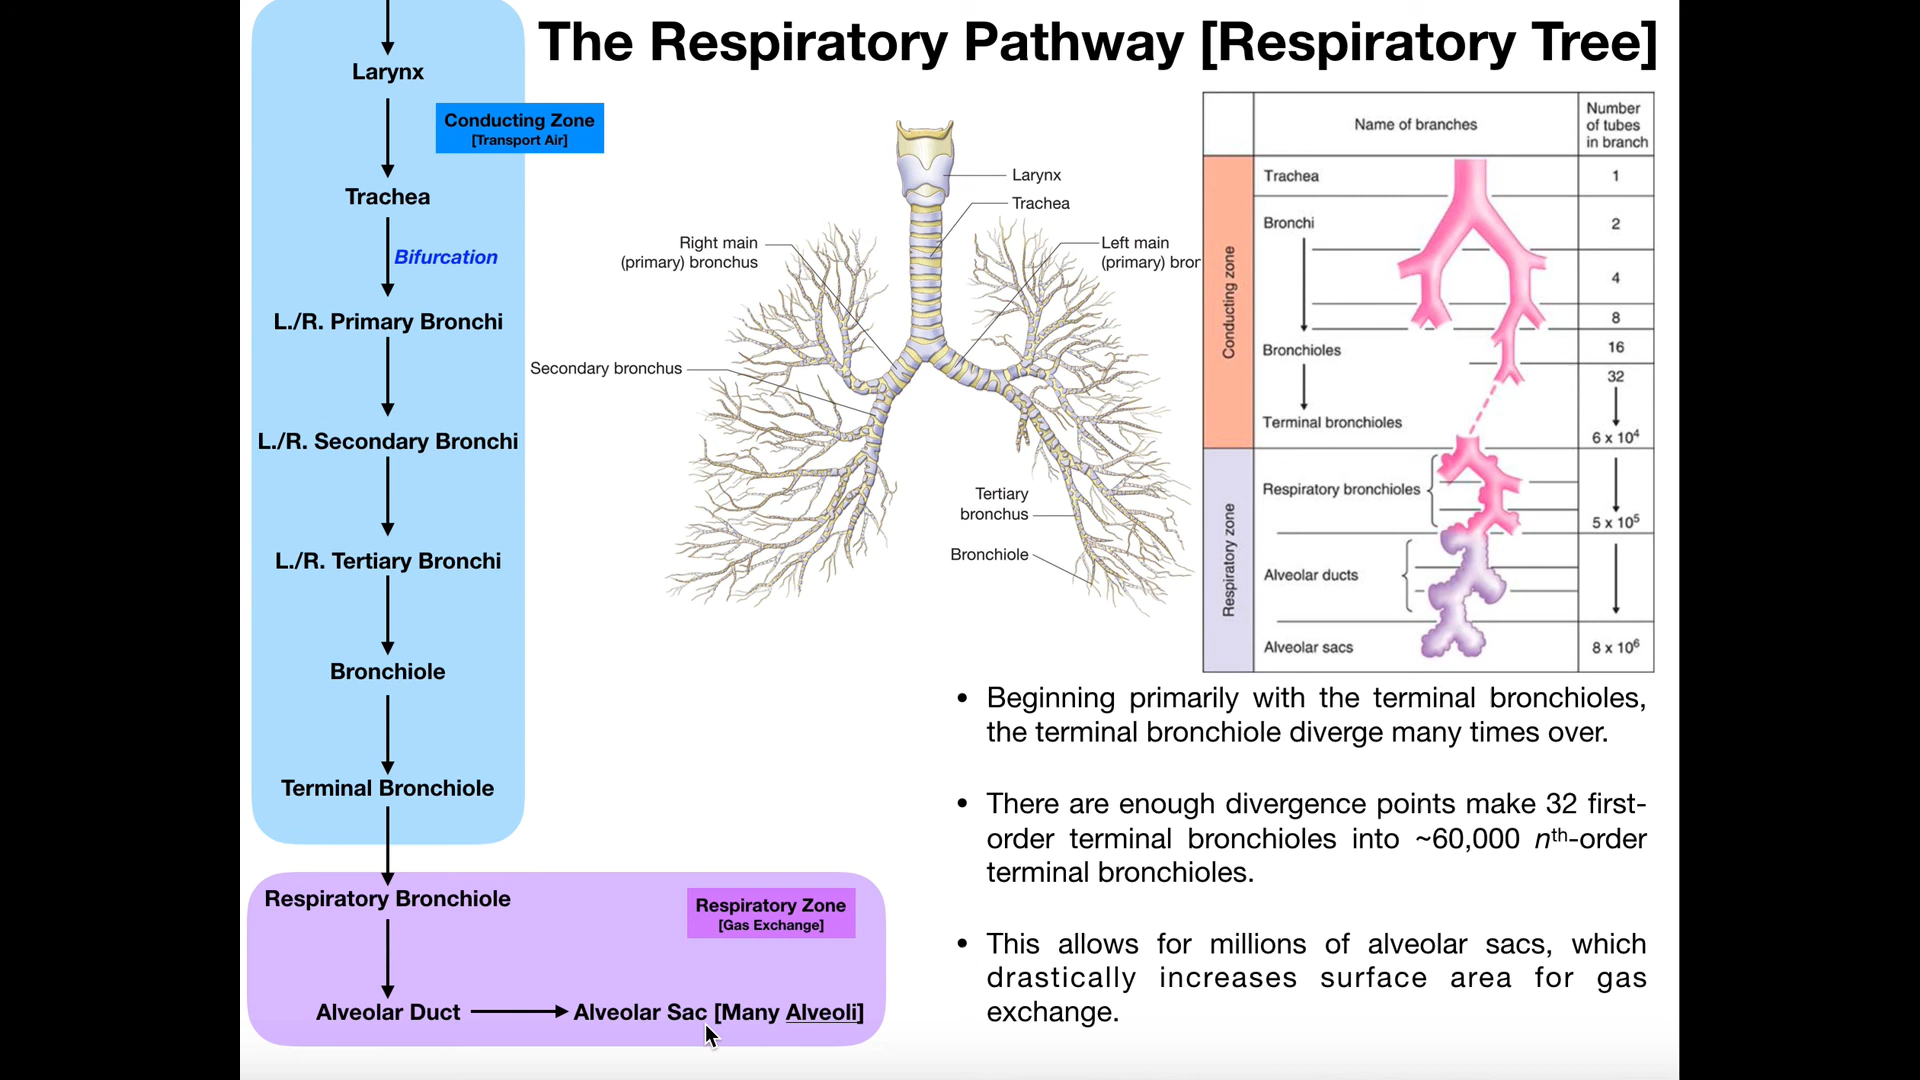 The Respiratory Pathway [Respiratory Tree]
Larynx
Conducting Zone
[Transport Air]
Trachea
Bifurcation
L./R. Primary Bronchi
L./R. Secondary Bronchi
L./R. Tertiary Bronchi
Bronchiole
Terminal Bronchiole
Respiratory Bronchiole
Respiratory Zone
[Gas Exchange]
Alveolar Duct
Alveolar Sac [Many Alveoli]
Larynx
Trachea
Right main
(primary) bronchus
Left main
(primary) bror
Secondary bronchus
Tertiary
bronchus
Bronchiole
Name of branches
Number
of tubes
in branch
Conducting zone
Trachea
1
Bronchi
2
4
8
Bronchioles
16
32
Terminal bronchioles
6 x 10⁴
Respiratory zone
Respiratory bronchioles
5 x 10⁵
Alveolar ducts
Alveolar sacs
8 x 10⁶
• Beginning primarily with the terminal bronchioles,
the terminal bronchiole diverge many times over.
• There are enough divergence points make 32 first-
order terminal bronchioles into ~60,000 nth-order
terminal bronchioles.
• This allows for millions of alveolar sacs, which
drastically increases surface area for gas
exchange.